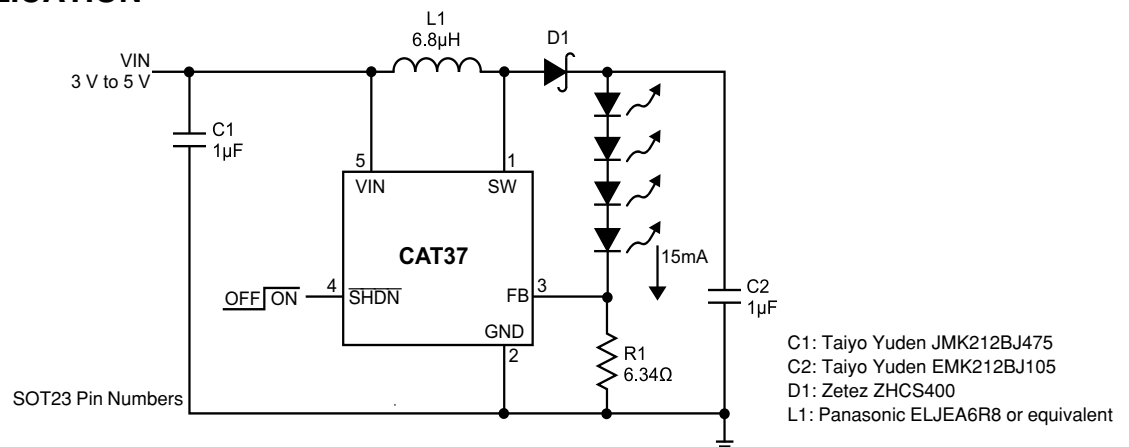 L1
6.8µH
D1
VIN
3 V to 5 V
C1
1µF
5
1
VIN
SW
CAT37
15mA
4
3
OFF ON
SHDN
FB
C2
1µF
GND
2
R1
6.34Ω
C1: Taiyo Yuden JMK212BJ475
C2: Taiyo Yuden EMK212BJ105
D1: Zetez ZHCS400
L1: Panasonic ELJEA6R8 or equivalent
SOT23 Pin Numbers